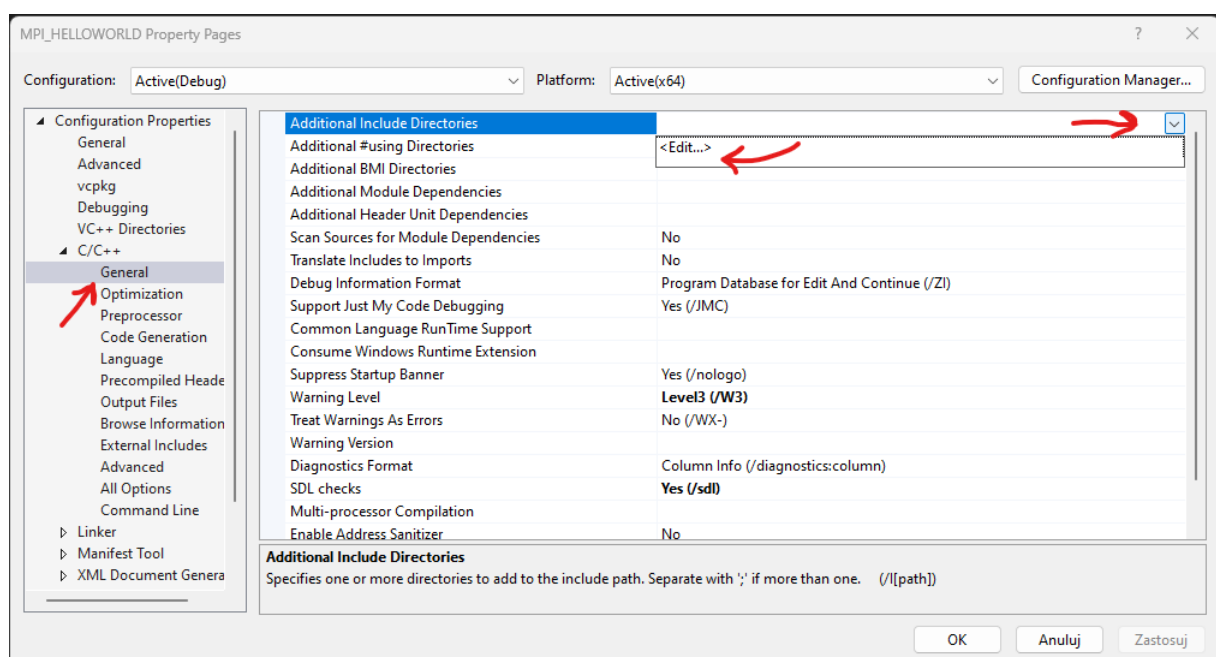 MPI_HELLOWORLD Property Pages
Configuration: Active(Debug) Platform: Active(x64) Configuration Manager...
Configuration Properties
General
Advanced
vcpkg
Debugging
VC++ Directories
C/C++
General
Optimization
Preprocessor
Code Generation
Language
Precompiled Heade
Output Files
Browse Information
External Includes
Advanced
All Options
Command Line
Linker
Manifest Tool
XML Document Genera
Additional Include Directories
Additional #using Directories <Edit...>
Additional BMI Directories
Additional Module Dependencies
Additional Header Unit Dependencies
Scan Sources for Module Dependencies No
Translate Includes to Imports No
Debug Information Format Program Database for Edit And Continue (/ZI)
Support Just My Code Debugging Yes (/JMC)
Common Language RunTime Support
Consume Windows Runtime Extension
Suppress Startup Banner Yes (/nologo)
Warning Level Level3 (/W3)
Treat Warnings As Errors No (/WX-)
Warning Version
Diagnostics Format Column Info (/diagnostics:column)
SDL checks Yes (/sdl)
Multi-processor Compilation
Enable Address Sanitizer No
Additional Include Directories
Specifies one or more directories to add to the include path. Separate with ';' if more than one. (/I[path])
OK Anuluj Zastosuj